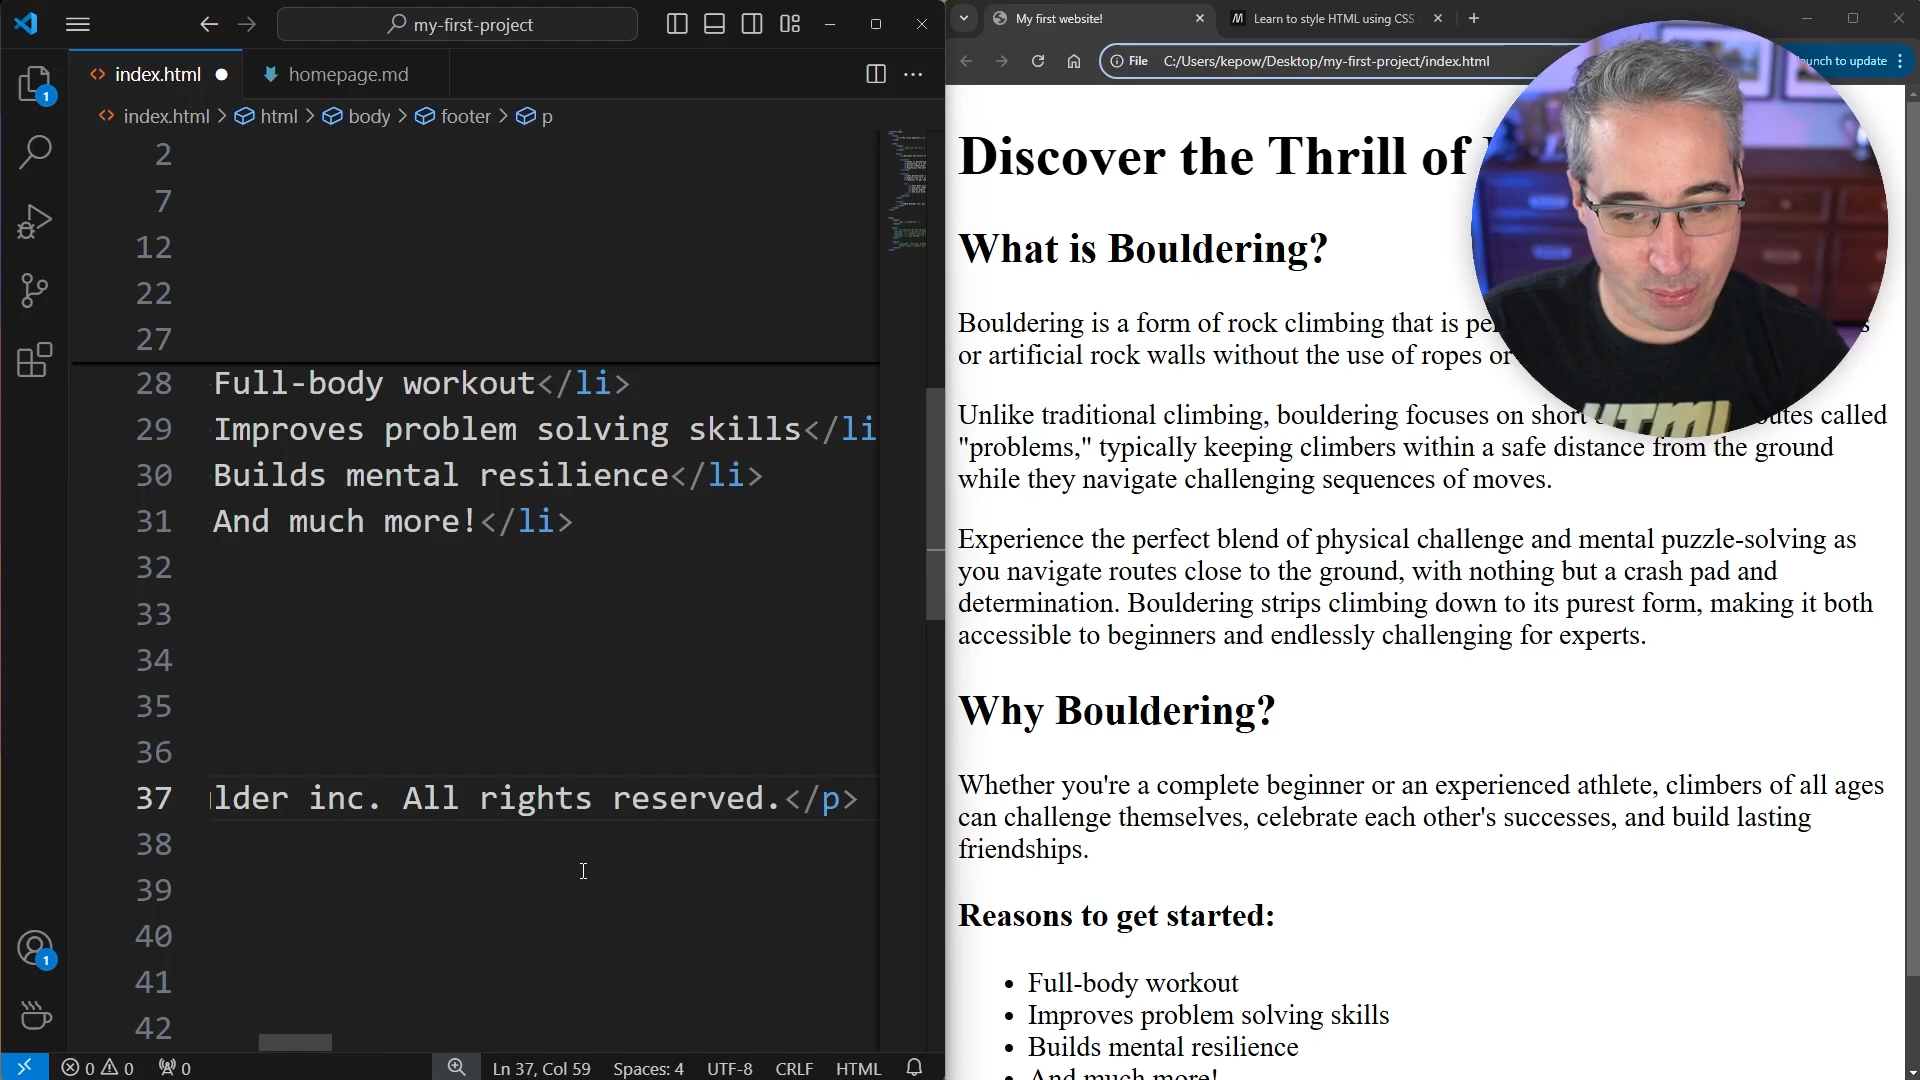 my-first-project
index.html
homepage.md
index.html > html > body > footer > p
2
7
12
22
27
28 Full-body workout</li>
29 Improves problem solving skills</li
30 Builds mental resilience</li>
31 And much more!</li>
32
33
34
35
36
37 lder inc. All rights reserved.</p>
38
39
40
41
42
1
1
0 0 0 Ln 37, Col 59 Spaces: 4 UTF-8 CRLF HTML
My first website!
Learn to style HTML using CSS
File C:/Users/kepow/Desktop/my-first-project/index.html
unch to update
Discover the Thrill of
What is Bouldering?
Bouldering is a form of rock climbing that is
or artificial rock walls without the use of ropes or
Unlike traditional climbing, bouldering focuses on short called
"problems," typically keeping climbers within a safe distance from the ground
while they navigate challenging sequences of moves.
Experience the perfect blend of physical challenge and mental puzzle-solving as
you navigate routes close to the ground, with nothing but a crash pad and
determination. Bouldering strips climbing down to its purest form, making it both
accessible to beginners and endlessly challenging for experts.
Why Bouldering?
Whether you're a complete beginner or an experienced athlete, climbers of all ages
can challenge themselves, celebrate each other's successes, and build lasting
friendships.
Reasons to get started:
• Full-body workout
• Improves problem solving skills
• Builds mental resilience
• And much more!
HTML